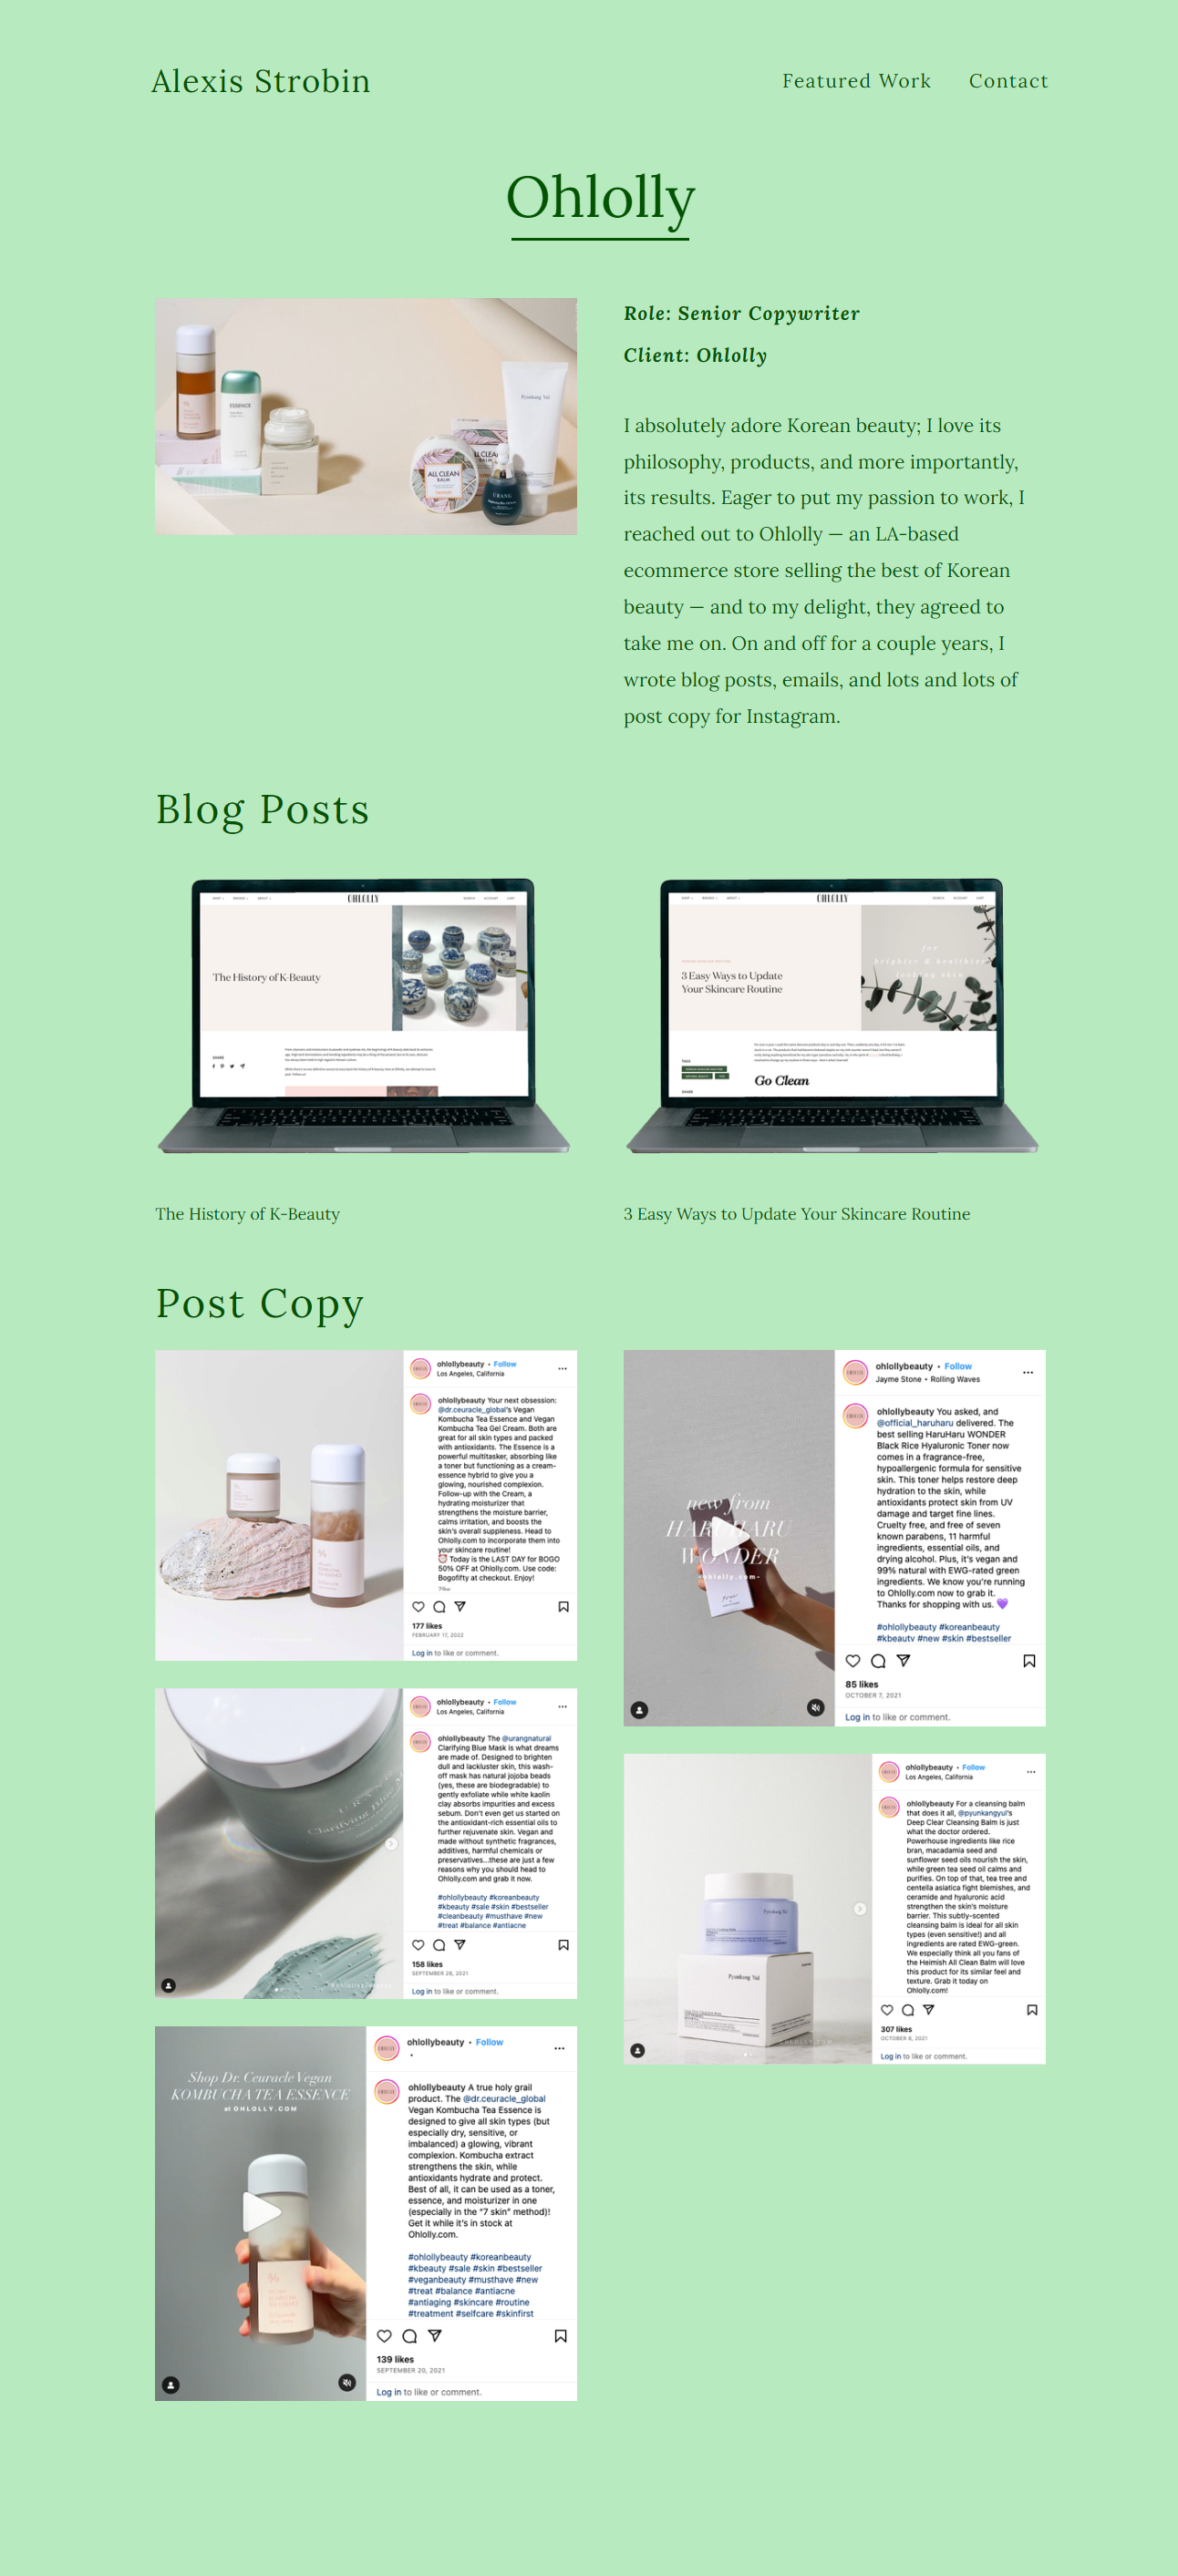 Alexis Strobin
Featured Work
Contact
Ohlolly
Role: Senior Copywriter
Client: Ohlolly
I absolutely adore Korean beauty; I love its
philosophy, products, and more importantly,
its results. Eager to put my passion to work, I
reached out to Ohlolly — an LA-based
ecommerce store selling the best of Korean
beauty — and to my delight, they agreed to
take me on. On and off for a couple years, I
wrote blog posts, emails, and lots and lots of
post copy for Instagram.
ESSENCE
ALL CLEAN
BALM
URANG
Pyunkang Yul
Blog Posts
OHLOLLY
The History of K-Beauty
OHLOLLY
3 Easy Ways to Update
Your Skincare Routine
for
brighter & healthier
looking skin
Go Clean
The History of K-Beauty
3 Easy Ways to Update Your Skincare Routine
Post Copy
ohlollybeauty • Follow
Los Angeles, California
ohlollybeauty Your next obsession:
@dr.ceuracle_global's Vegan
Kombucha Tea Essence and Vegan
Kombucha Tea Gel Cream. Both are
great for all skin types and packed
with antioxidants. The Essence is a
powerful multitasker, absorbing like
a toner but functioning as a cream-
essence hybrid to give you a
glowing, nourished complexion.
Follow-up with the Cream, a
hydrating moisturizer that
strengthens the moisture barrier,
calms irritation, and boosts the
skin's overall suppleness. Head to
Ohlolly.com to incorporate them into
your skincare routine!
⏰ Today is the LAST DAY for BOGO
50% OFF at Ohlolly.com. Use code:
Bogofifty at checkout. Enjoy!
177 likes
FEBRUARY 17, 2022
Log in to like or comment.
ohlollybeauty • Follow
Los Angeles, California
ohlollybeauty The @urangnatural
Clarifying Blue Mask is what dreams
are made of. Designed to brighten
dull and lackluster skin, this wash-
off mask has natural jojoba beads
(yes, these are biodegradable) to
gently exfoliate while white kaolin
clay absorbs impurities and excess
sebum. Don't even get us started on
the antioxidant-rich essential oils to
further rejuvenate skin. Vegan and
made without synthetic fragrances,
additives, harmful chemicals or
preservatives...these are just a few
reasons why you should head to
Ohlolly.com and grab it now.
#ohlollybeauty #koreanbeauty
#kbeauty #sale #skin #bestseller
#cleanbeauty #musthave #new
#treat #balance #antiacne
158 likes
SEPTEMBER 28, 2021
Log in to like or comment.
Shop Dr. Ceuracle Vegan
KOMBUCHA TEA ESSENCE
at OHLOLLY.COM
ohlollybeauty • Follow
ohlollybeauty A true holy grail
product. The @dr.ceuracle_global
Vegan Kombucha Tea Essence is
designed to give all skin types (but
especially dry, sensitive, or
imbalanced) a glowing, vibrant
complexion. Kombucha extract
strengthens the skin, while
antioxidants hydrate and protect.
Best of all, it can be used as a toner,
essence, and moisturizer in one
(especially in the "7 skin" method)!
Get it while it's in stock at
Ohlolly.com.
#ohlollybeauty #koreanbeauty
#kbeauty #sale #skin #bestseller
#veganbeauty #musthave #new
#treat #balance #antiacne
#antiaging #skincare #routine
#treatment #selfcare #skinfirst
139 likes
SEPTEMBER 20, 2021
Log in to like or comment.
new from
HARUHARU
WONDER
-ohlolly.com-
ohlollybeauty • Follow
Jayme Stone • Rolling Waves
ohlollybeauty You asked, and
@official_haruharu delivered. The
best selling HaruHaru WONDER
Black Rice Hyaluronic Toner now
comes in a fragrance-free,
hypoallergenic formula for sensitive
skin. This toner helps restore deep
hydration to the skin, while
antioxidants protect skin from UV
damage and target fine lines.
Cruelty free, and free of seven
known parabens, 11 harmful
ingredients, essential oils, and
drying alcohol. Plus, it's vegan and
99% natural with EWG-rated green
ingredients. We know you're running
to Ohlolly.com now to grab it.
Thanks for shopping with us. 💜
#ohlollybeauty #koreanbeauty
#kbeauty #new #skin #bestseller
85 likes
OCTOBER 7, 2021
Log in to like or comment.
Pyunkang Yul
ohlollybeauty • Follow
Los Angeles, California
ohlollybeauty For a cleansing balm
that does it all, @pyunkangyul's
Deep Clear Cleansing Balm is just
what the doctor ordered.
Powerhouse ingredients like rice
bran, macadamia seed and
sunflower seed oils nourish the skin,
while green tea seed oil calms and
purifies. On top of that, tea tree and
centella asiatica fight blemishes, and
ceramide and hyaluronic acid
strengthen the skin's moisture
barrier. This subtly-scented
cleansing balm is ideal for all skin
types (even sensitive!) and all
ingredients are rated EWG-green.
We especially think all you fans of
the Heimish All Clean Balm will love
this product for its similar feel and
texture. Grab it today on
Ohlolly.com!
307 likes
OCTOBER 6, 2021
Log in to like or comment.